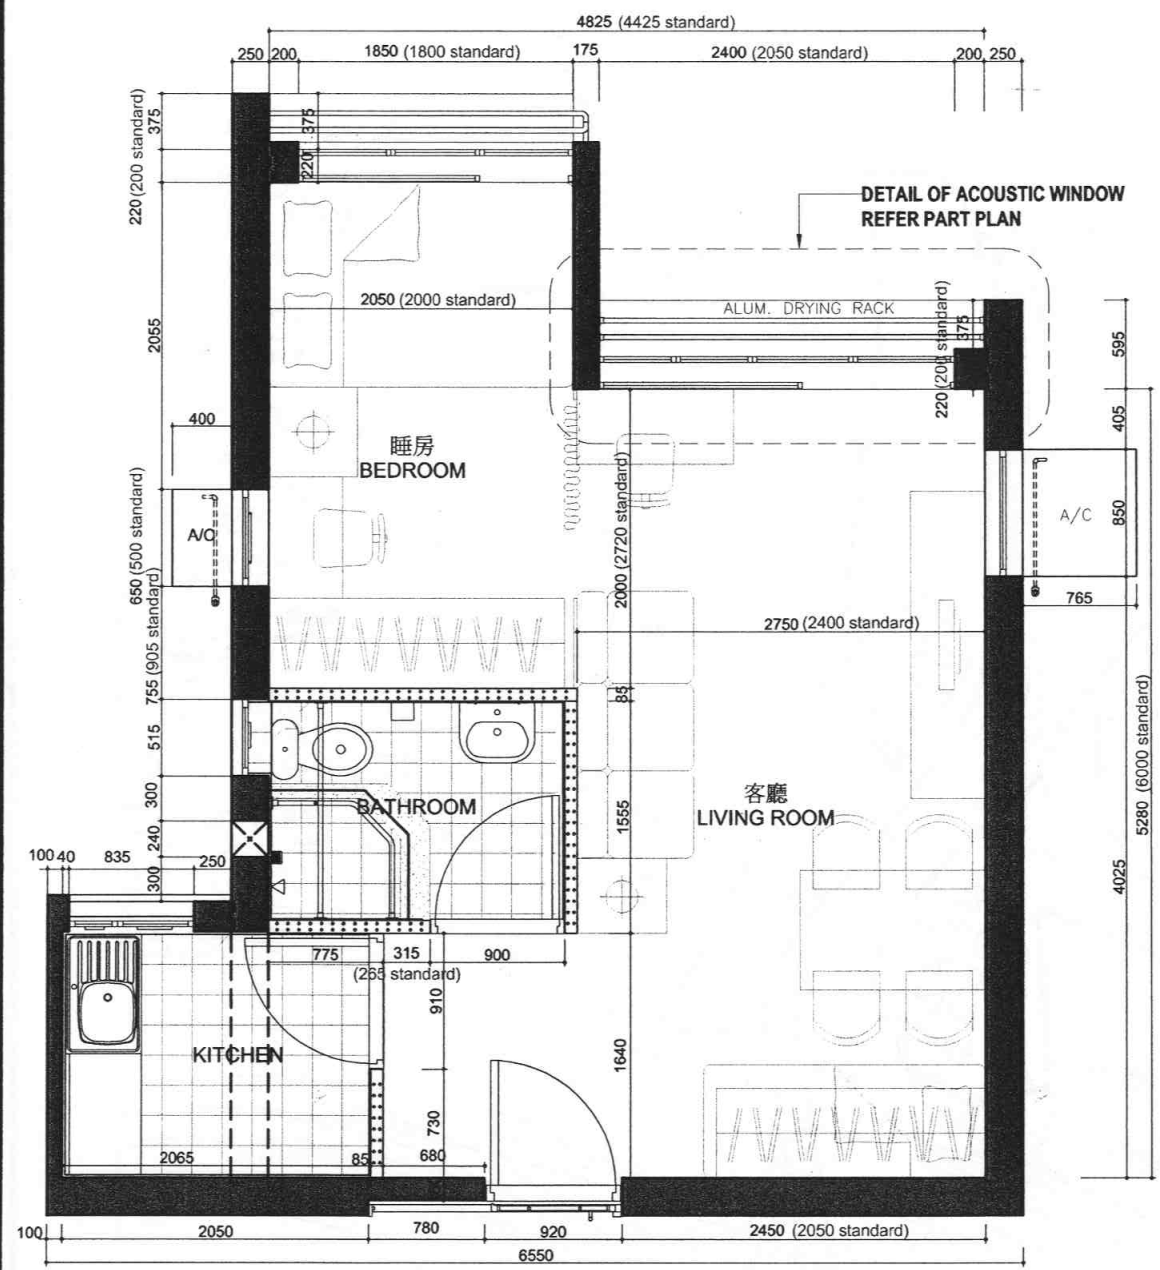 4825 (4425 standard)
250 200 1850 (1800 standard) 175 2400 (2050 standard) 200 250
220 (200 standard)
375
375
220
DETAIL OF ACOUSTIC WINDOW
REFER PART PLAN
2050 (2000 standard)
ALUM. DRYING RACK
220 (200 standard)
375
595
2055
400
405
睡房
BEDROOM
650 (500 standard)
A/C
2000 (2720 standard)
850
A/C
765
2750 (2400 standard)
755 (905 standard)
85
515
5280 (6000 standard)
300
BATHROOM
客廳
LIVING ROOM
1555
240
100 40 835 250
300
4025
775 315 900
(265 standard)
910
KITCHEN
1640
730
2065 85 680
100 2050 780 920 2450 (2050 standard)
6550